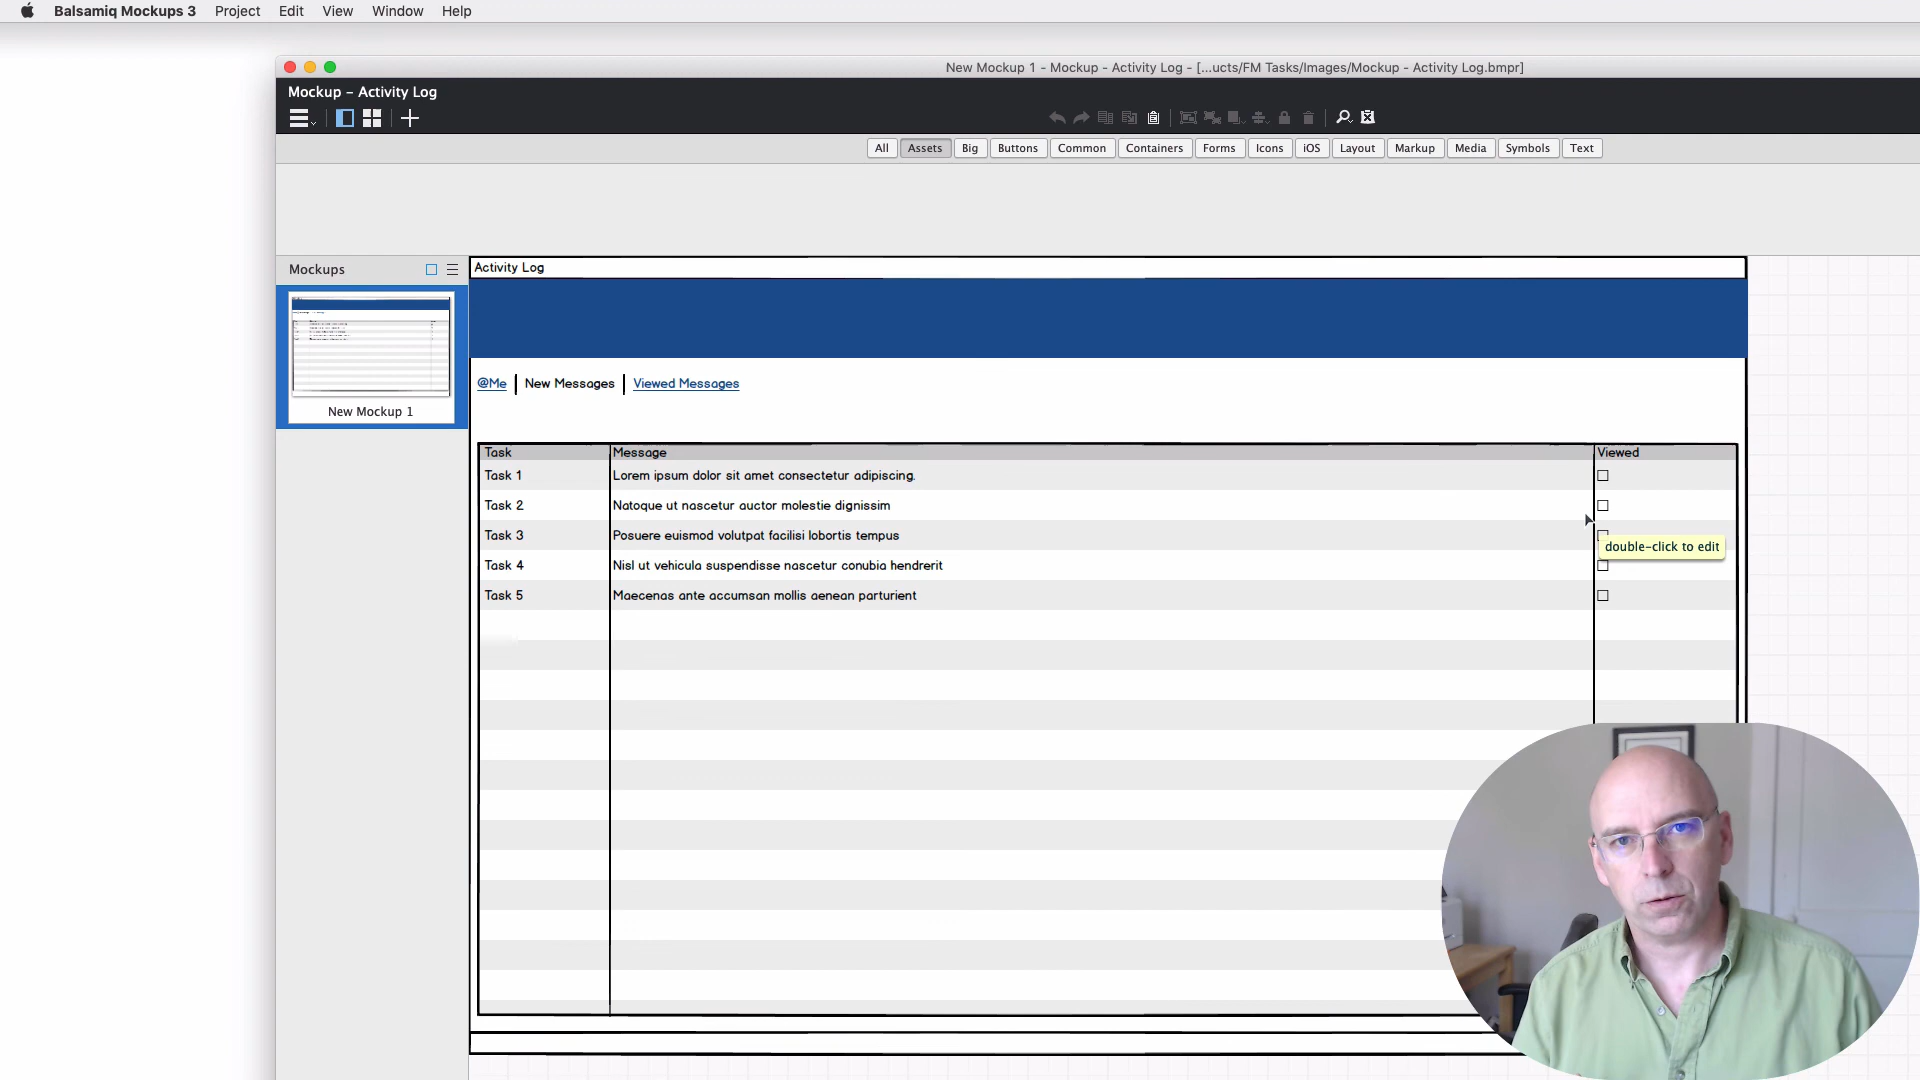 Balsamiq Mockups 3 Project Edit View Window Help
New Mockup 1 - Mockup - Activity Log - [...ucts/FM Tasks/Images/Mockup - Activity Log.bmpr]
Mockup - Activity Log
All Assets Big Buttons Common Containers Forms Icons iOS Layout Markup Media Symbols Text
Mockups
New Mockup 1
Activity Log
@Me New Messages Viewed Messages
Task Message Viewed
Task 1 Lorem ipsum dolor sit amet consectetur adipiscing.
Task 2 Natoque ut nascetur auctor molestie dignissim
Task 3 Posuere euismod volutpat facilisi lobortis tempus
double-click to edit
Task 4 Nisl ut vehicula suspendisse nascetur conubia hendrerit
Task 5 Maecenas ante accumsan mollis aenean parturient